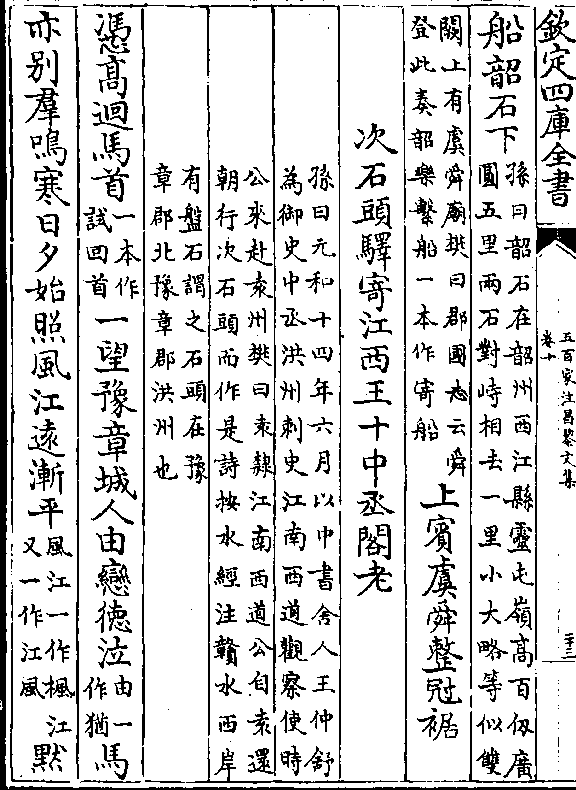 欽定四庫全書
五百家注昌黎文集
卷十
二十三
船韶石下
孫曰韶石在韶州西江縣靈屯嶺高百仭廣
圓五里兩石對峙相去一里小大略等似雙
闕上有虞舜廟樊曰郡國志云舜
登此奏韶樂繫船一本作寄船
上賓虞舜整冠裾
次石頭驛寄江西王十中丞閣老
孫曰元和十四年六月以中書舍人王仲舒
為御史中丞洪州刺史江南西道觀察使時
公來赴袁州樊曰袁隸江南西道公自袁還
朝行次石頭而作是詩按水經注贛水西岸
有盤石謂之石頭在豫
章郡北豫章郡洪州也
憑髙迴馬首
一本作
試回首
一望豫章城人由戀德泣
由一
作猶
馬
亦别羣鳴寒日夕始照風江遠漸平
風江一作楓江
又一作江風
黙